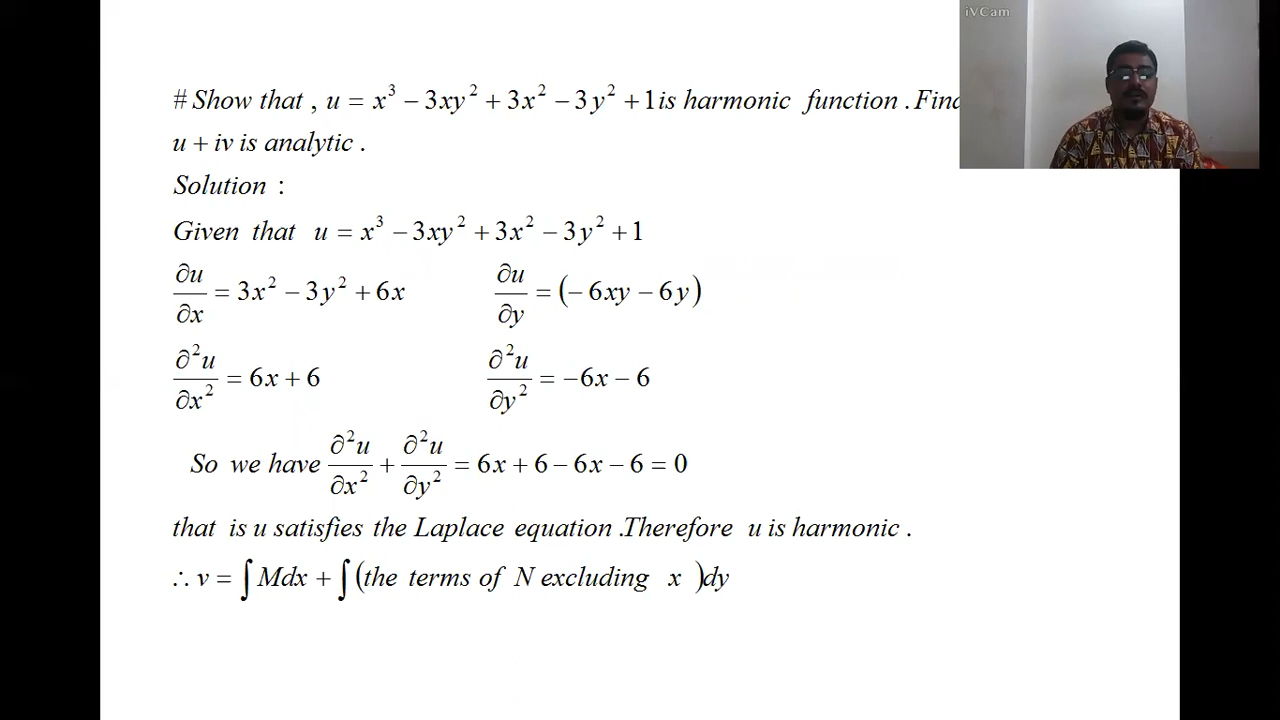 iVCam
# Show that , u = x³ − 3xy² + 3x² − 3y² + 1 is harmonic function . Find
u + iv is analytic .
Solution :
Given that u = x³ − 3xy² + 3x² − 3y² + 1
∂u/∂x = 3x² − 3y² + 6x ∂u/∂y = (− 6xy − 6y)
∂²u/∂x² = 6x + 6 ∂²u/∂y² = −6x − 6
So we have ∂²u/∂x² + ∂²u/∂y² = 6x + 6 − 6x − 6 = 0
that is u satisfies the Laplace equation .Therefore u is harmonic .
∴ v = ∫ Mdx + ∫ (the terms of N excluding x )dy